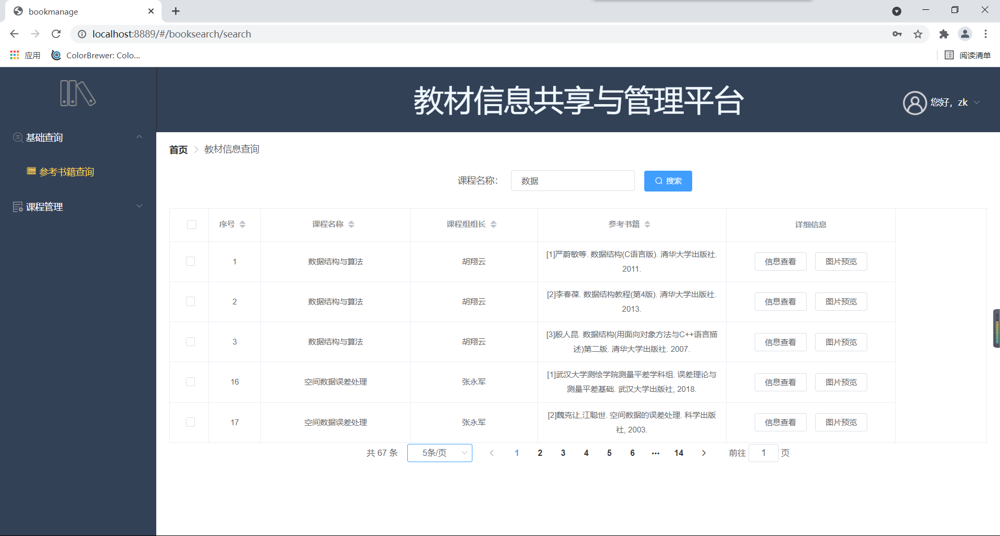 bookmanage
localhost:8889/#/booksearch/search
应用
ColorBrewer: Colo...
阅读清单
教材信息共享与管理平台
您好，zk
基础查询
参考书籍查询
课程管理
首页 > 教材信息查询
课程名称：
数据
搜索
序号 课程名称 课程组组长 参考书籍 详细信息
1 数据结构与算法 胡翔云 [1]严蔚敏等. 数据结构(C语言版). 清华大学出版社.
2011.
信息查看 图片预览
2 数据结构与算法 胡翔云 [2]李春葆. 数据结构教程(第4版). 清华大学出版社.
2013.
信息查看 图片预览
3 数据结构与算法 胡翔云 [3]殷人昆. 数据结构(用面向对象方法与C++语言描
述)第二版. 清华大学出版社. 2007.
信息查看 图片预览
16 空间数据误差处理 张永军 [1]武汉大学测绘学院测量平差学科组. 误差理论与
测量平差基础. 武汉大学出版社, 2018.
信息查看 图片预览
17 空间数据误差处理 张永军 [2]魏克让,江聪世. 空间数据的误差处理. 科学出版
社, 2003.
信息查看 图片预览
共 67 条 5条/页 1 2 3 4 5 6 ••• 14 前往 1 页